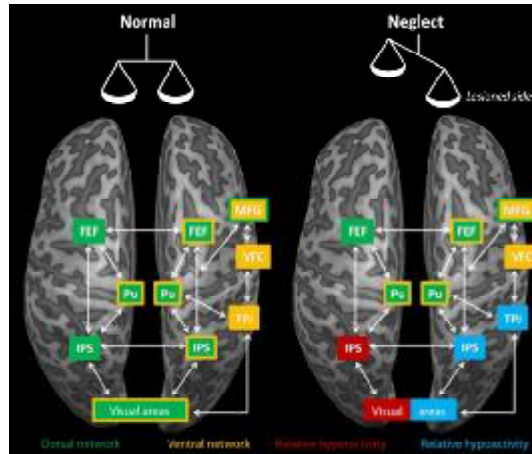 Normal
Neglect
Lesioned side
MFG
FEF
FEF
VFC
Pu
Pu
TPJ
IPS
IPS
Visual areas
MFG
FEF
FEF
VFC
Pu
Pu
TPJ
IPS
IPS
Visual areas
Dorsal network
Ventral network
Relative hyperactivity
Relative hypoactivity